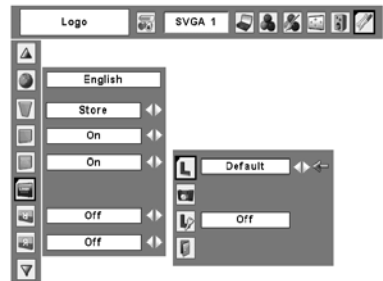 Logo
SVGA 1
English
Store
On
On
Default
Off
Off
Off